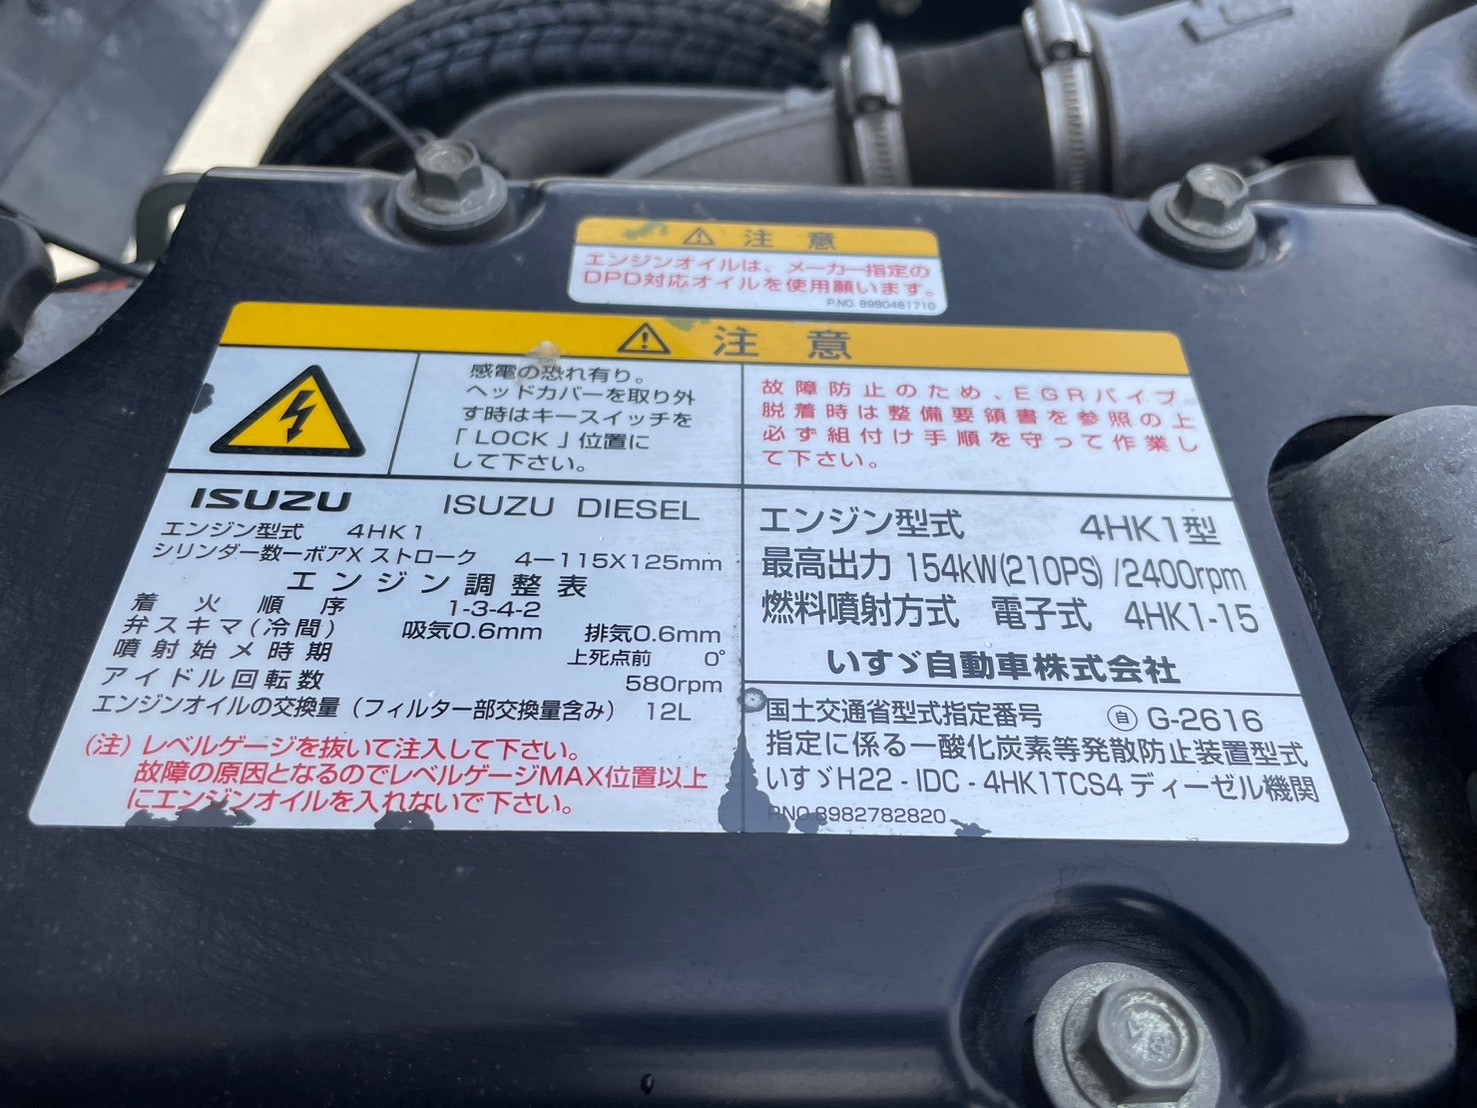 注意
エンジンオイルは、メーカー指定の
DPD対応オイルを使用願います。
P.NO. 8980461710
注意
感電の恐れ有り。
ヘッドカバーを取り外
す時はキースイッチを
「LOCK」位置に
して下さい。
故障防止のため、EGRパイプ
脱着時は整備要領書を参照の上
必ず組付け手順を守って作業し
て下さい。
ISUZU ISUZU DIESEL
エンジン型式 4HK1
シリンダー数ーボアX ストローク 4ー115X125mm
エンジン調整表
着火順序 1-3-4-2
弁スキマ(冷間) 吸気0.6mm 排気0.6mm
噴射始メ時期 上死点前 0°
アイドル回転数 580rpm
エンジンオイルの交換量(フィルター部交換量含み) 12L
(注)レベルゲージを抜いて注入して下さい。
故障の原因となるのでレベルゲージMAX位置以上
にエンジンオイルを入れないで下さい。
エンジン型式 4HK1型
最高出力 154kW(210PS)/2400rpm
燃料噴射方式 電子式 4HK1-15
いすゞ自動車株式会社
国土交通省型式指定番号 自 G-2616
指定に係る一酸化炭素等発散防止装置型式
いすゞH22-IDC-4HK1TCS4ディーゼル機関
P.NO.8982782820